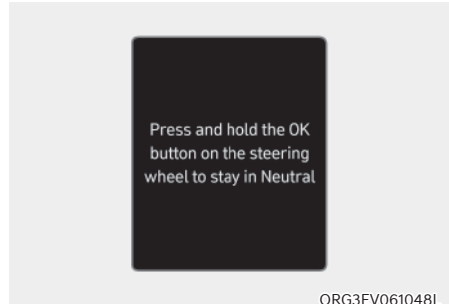 Press and hold the OK
button on the steering
wheel to stay in Neutral
ORG3EV061048L